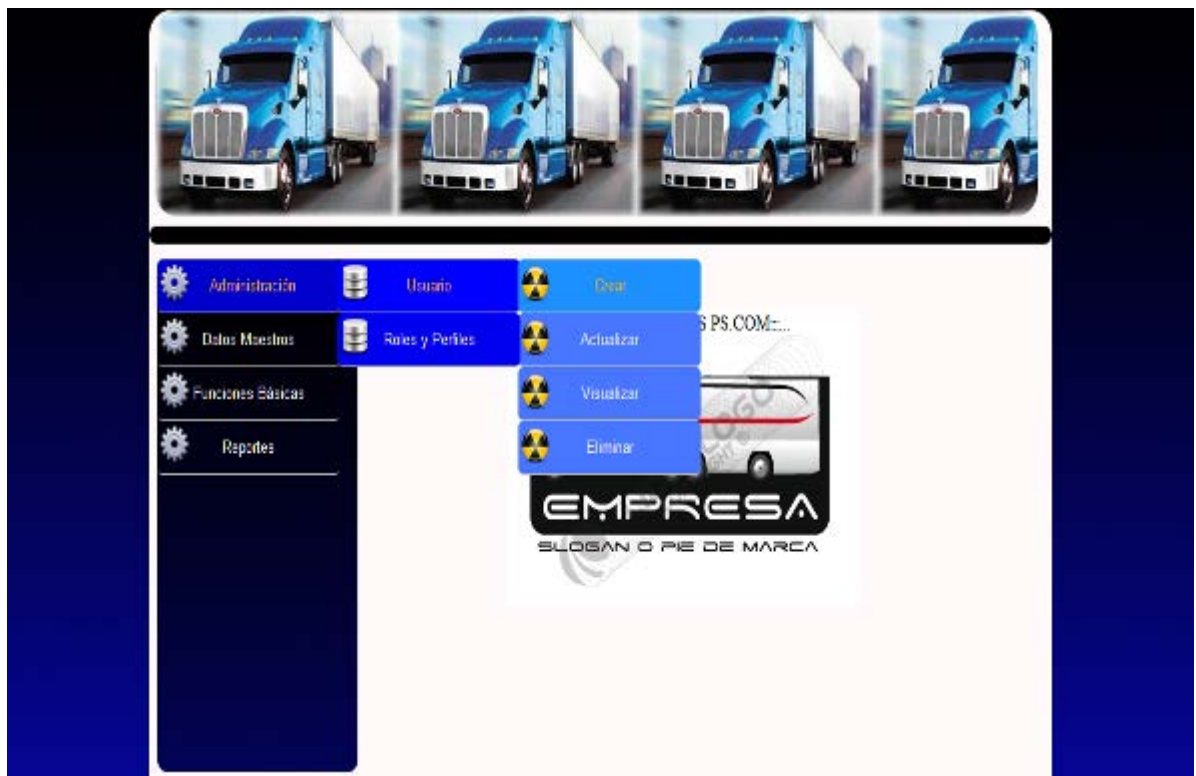 Administración
Usuario
Crear
Datos Maestros
Roles y Perfiles
Actualizar
S PS.COM::...
Funciones Básicas
Visualizar
Reportes
Eliminar
EMPRESA
SLOGAN O PIE DE MARCA